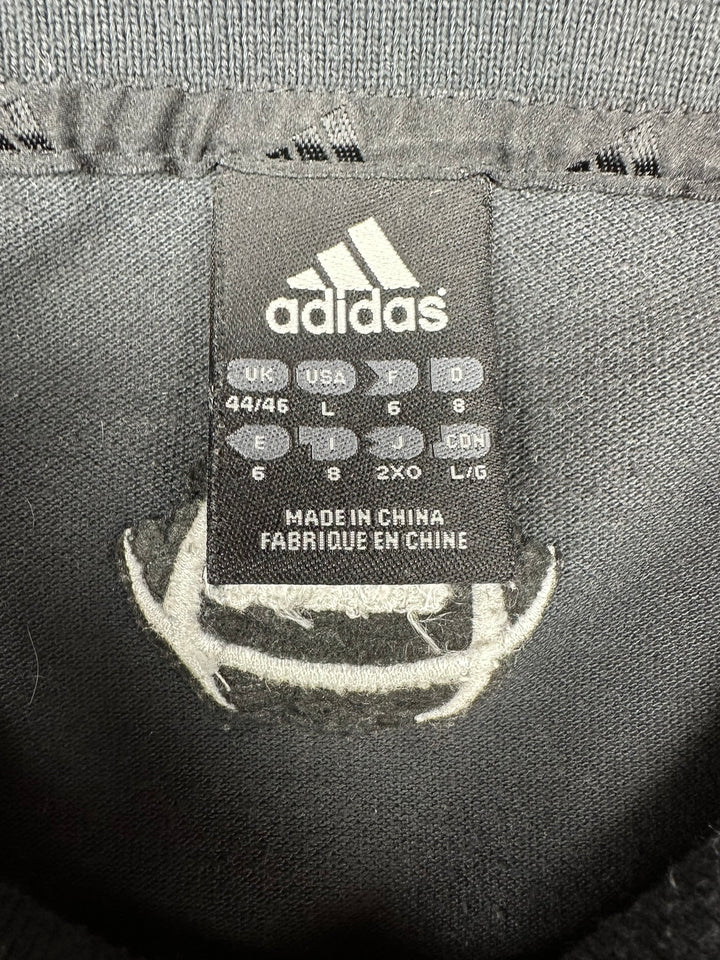 adidas
UK USA F D
44/46 L 6 8
E I J CDN
6 8 2XO L/G
MADE IN CHINA
FABRIQUE EN CHINE